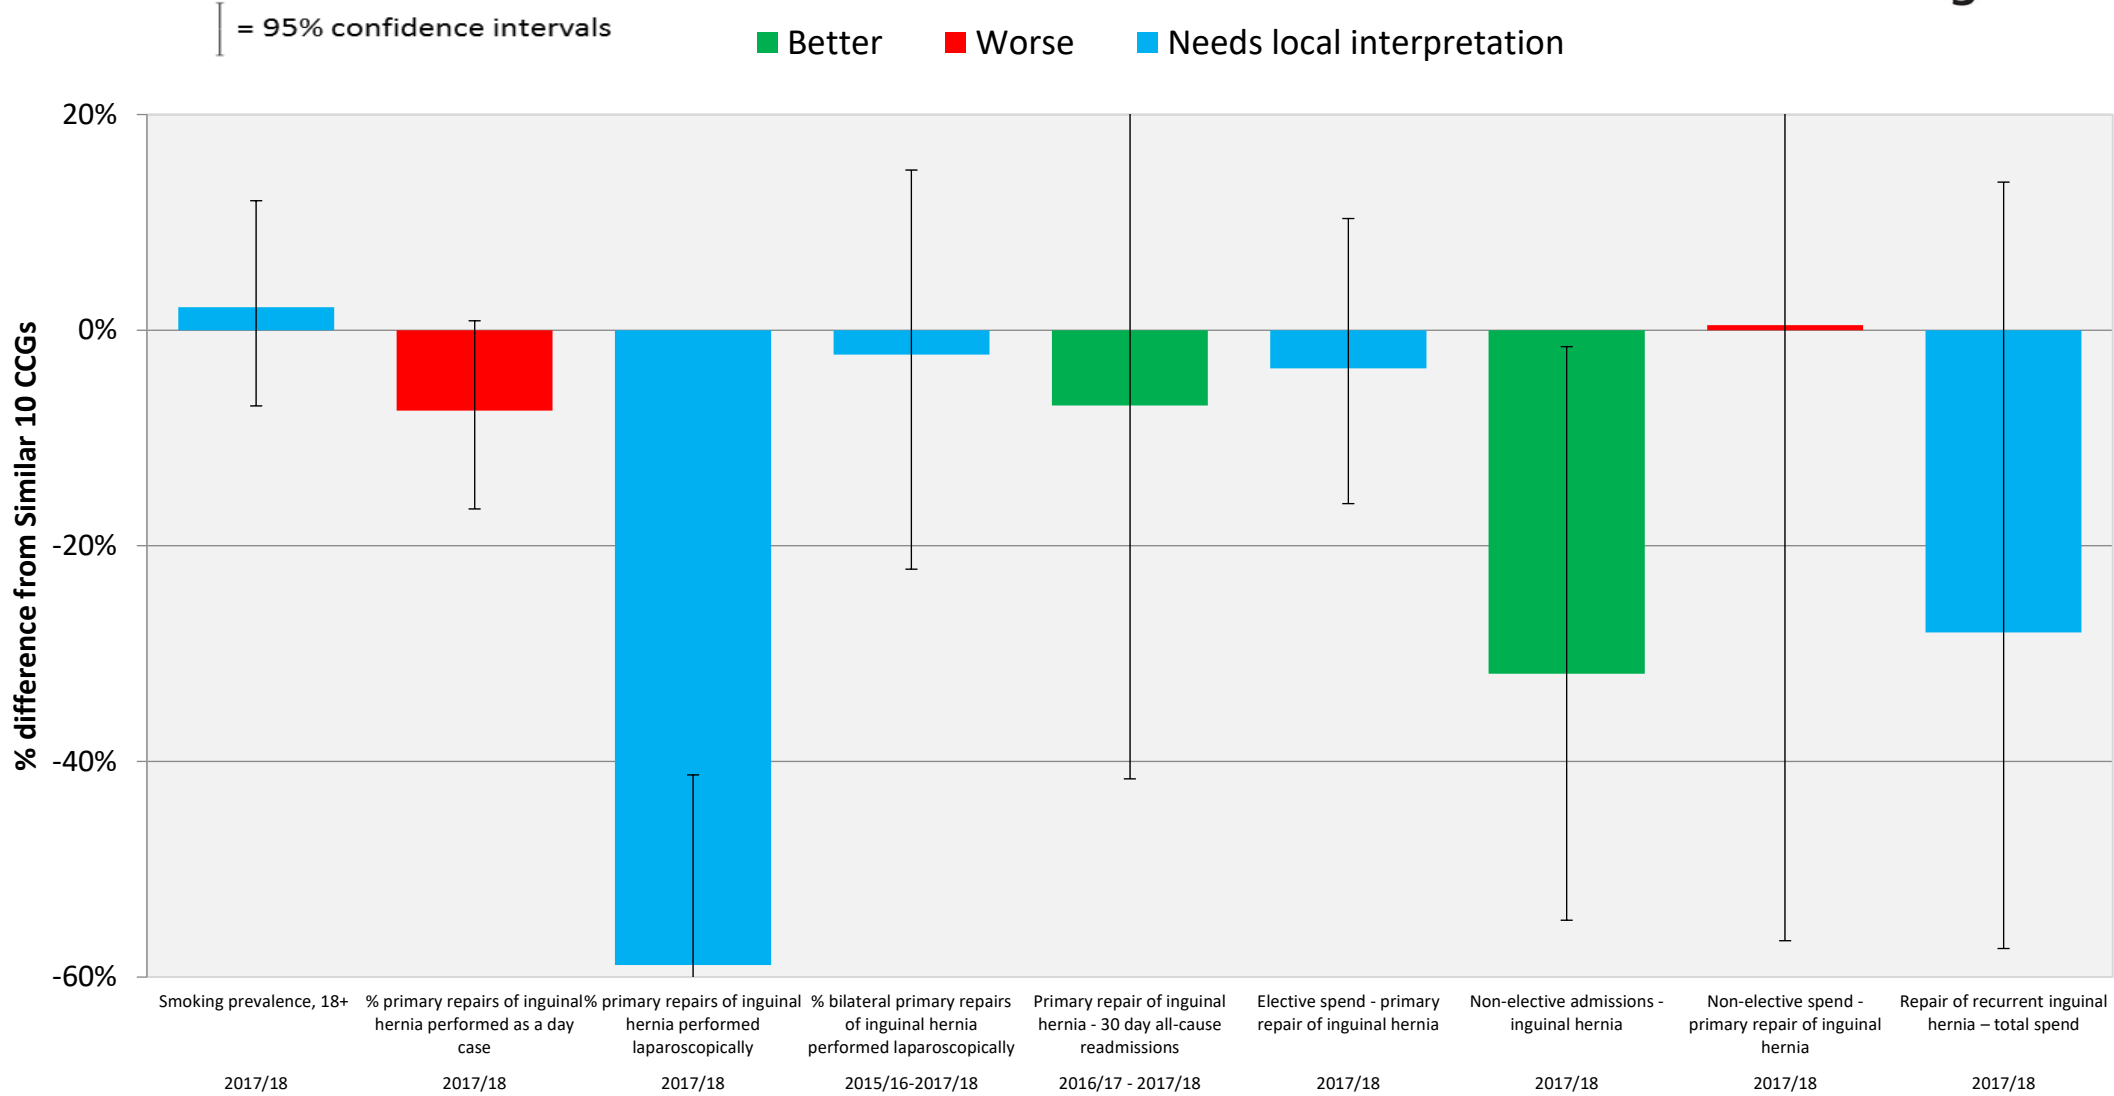 = 95% confidence intervals
Better
Worse
Needs local interpretation
% difference from Similar 10 CCGs
20%
0%
-20%
-40%
-60%
Smoking prevalence, 18+
2017/18
% primary repairs of inguinal
hernia performed as a day
case
2017/18
% primary repairs of inguinal
hernia performed
laparoscopically
2017/18
% bilateral primary repairs
of inguinal hernia
performed laparoscopically
2015/16-2017/18
Primary repair of inguinal
hernia - 30 day all-cause
readmissions
2016/17 - 2017/18
Elective spend - primary
repair of inguinal hernia
2017/18
Non-elective admissions -
inguinal hernia
2017/18
Non-elective spend -
primary repair of inguinal
hernia
2017/18
Repair of recurrent inguinal
hernia – total spend
2017/18